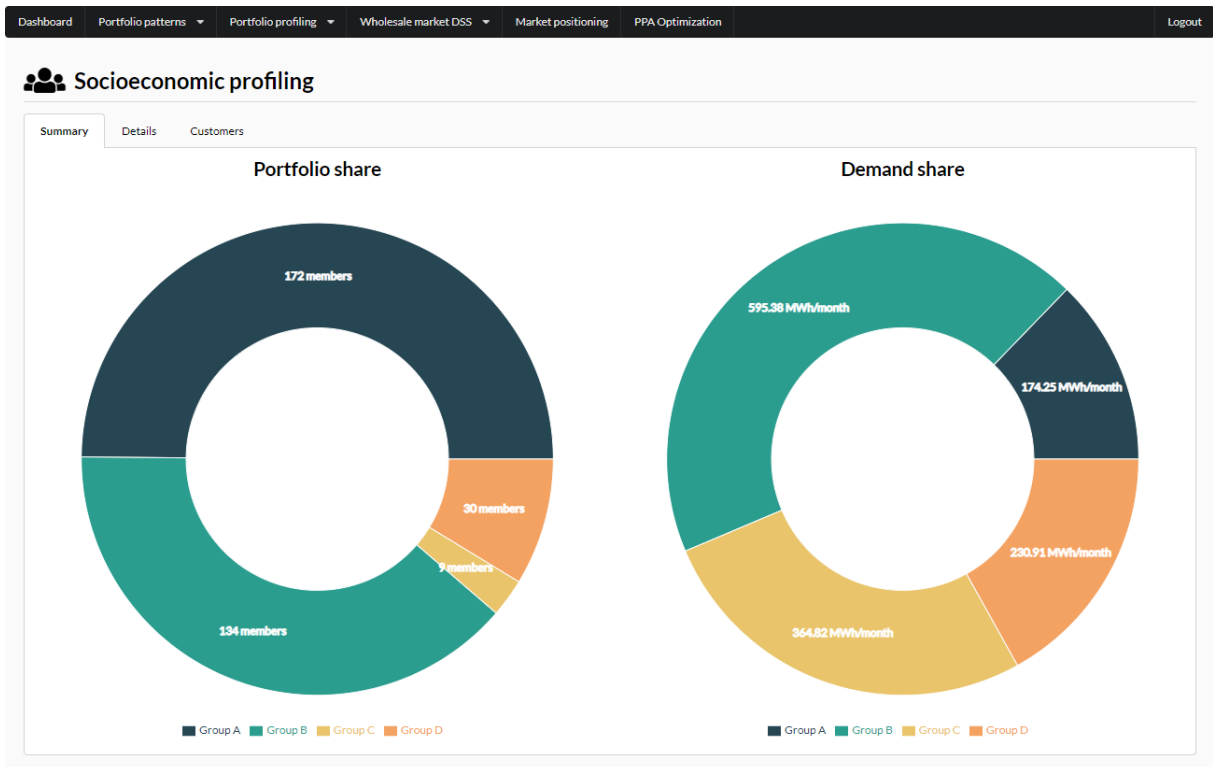 Dashboard Portfolio patterns Portfolio profiling Wholesale market DSS Market positioning PPA Optimization Logout
Socioeconomic profiling
Summary Details Customers
Portfolio share
172 members
30 members
9 members
134 members
Group A Group B Group C Group D
Demand share
595.38 MWh/month
174.25 MWh/month
230.91 MWh/month
364.82 MWh/month
Group A Group B Group C Group D